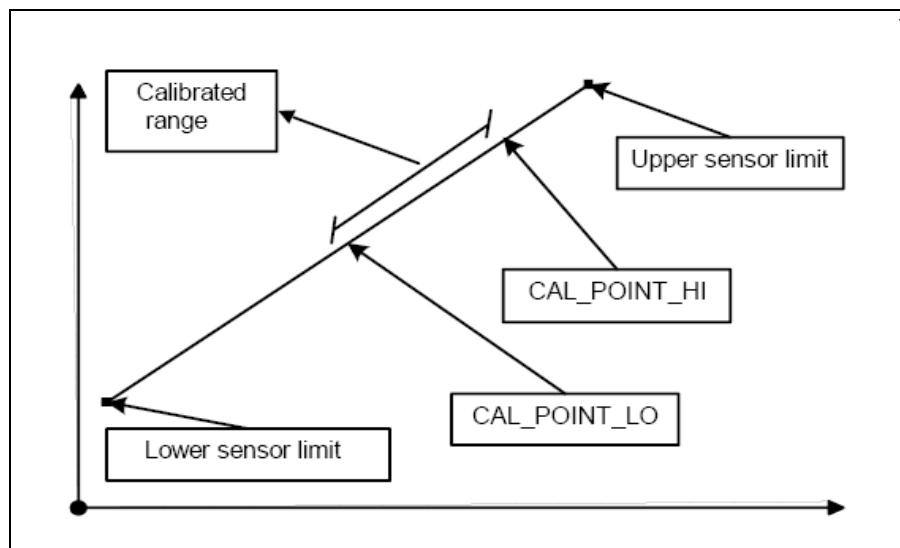 Calibrated
range
Upper sensor limit
CAL_POINT_HI
CAL_POINT_LO
Lower sensor limit